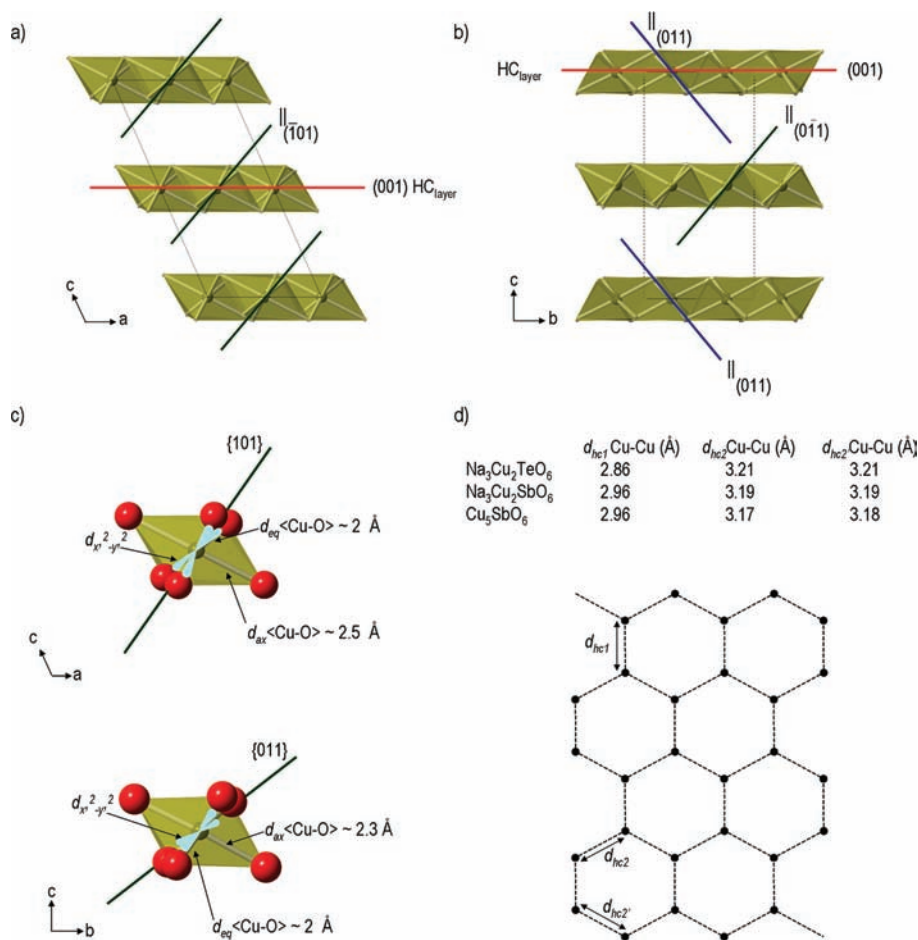 a)
‖(1̄01)
(001) HC_layer
c
a
b)
‖(011)
HC_layer
(001)
‖(01̄1)
c
b
‖(011)
c)
{101}
d_eq<Cu-O> ~ 2 Å
d_x'²-y'²
d_ax<Cu-O> ~ 2.5 Å
c
a
{011}
d_x'²-y'²
d_ax<Cu-O> ~ 2.3 Å
d_eq<Cu-O> ~ 2 Å
c
b
d)
d_hc1 Cu-Cu (Å) d_hc2 Cu-Cu (Å) d_hc2 Cu-Cu (Å)
Na₃Cu₂TeO₆ 2.86 3.21 3.21
Na₃Cu₂SbO₆ 2.96 3.19 3.19
Cu₅SbO₆ 2.96 3.17 3.18
d_hc1
d_hc2
d_hc2'